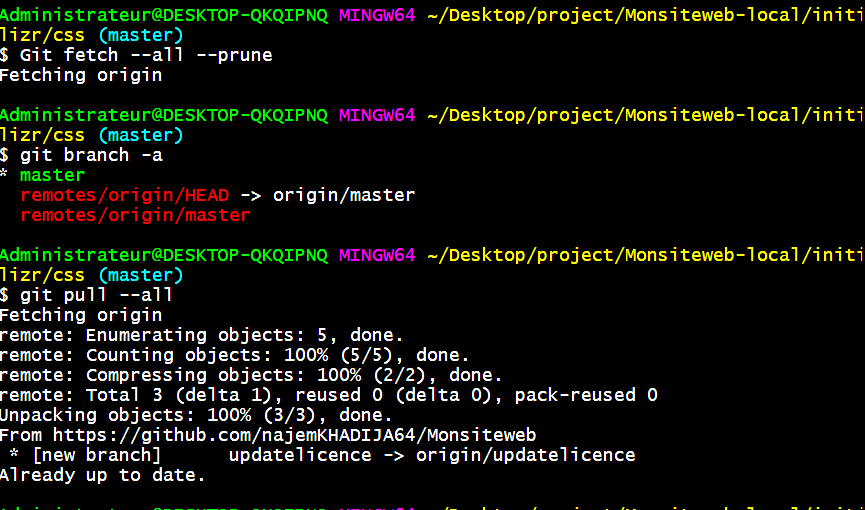 Administrateur@DESKTOP-QKQIPNQ MINGW64 ~/Desktop/project/Monsiteweb-local/initi
lizr/css (master)
$ Git fetch --all --prune
Fetching origin
Administrateur@DESKTOP-QKQIPNQ MINGW64 ~/Desktop/project/Monsiteweb-local/initi
lizr/css (master)
$ git branch -a
* master
remotes/origin/HEAD -> origin/master
remotes/origin/master
Administrateur@DESKTOP-QKQIPNQ MINGW64 ~/Desktop/project/Monsiteweb-local/initi
lizr/css (master)
$ git pull --all
Fetching origin
remote: Enumerating objects: 5, done.
remote: Counting objects: 100% (5/5), done.
remote: Compressing objects: 100% (2/2), done.
remote: Total 3 (delta 1), reused 0 (delta 0), pack-reused 0
Unpacking objects: 100% (3/3), done.
From https://github.com/najemKHADIJA64/Monsiteweb
* [new branch] updatelicence -> origin/updatelicence
Already up to date.